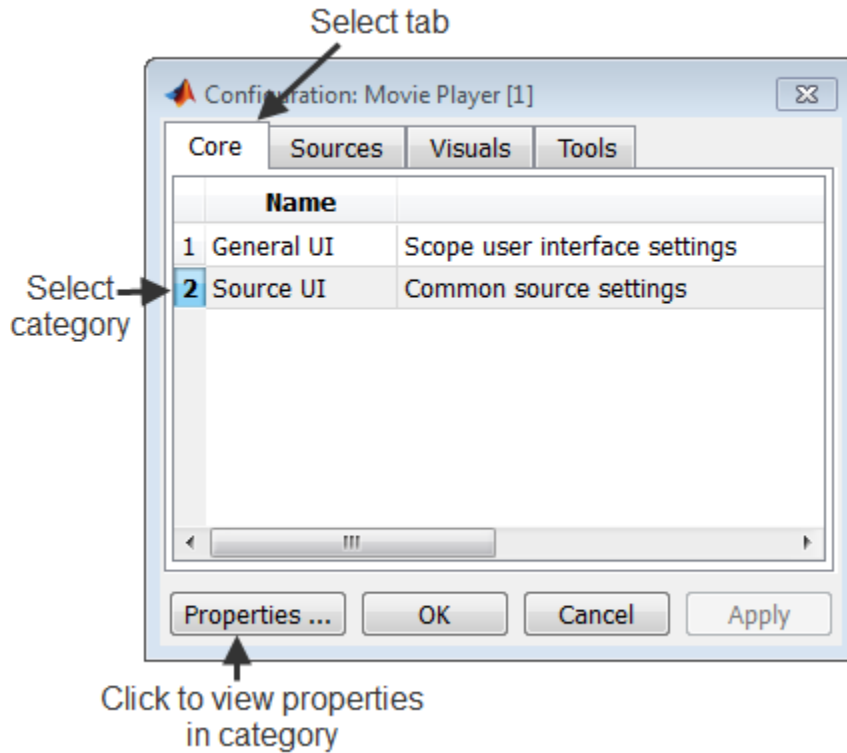 Select tab
Configuration: Movie Player [1]
Core Sources Visuals Tools
Name
1 General UI Scope user interface settings
2 Source UI Common source settings
Select
category
Properties ... OK Cancel Apply
Click to view properties
in category